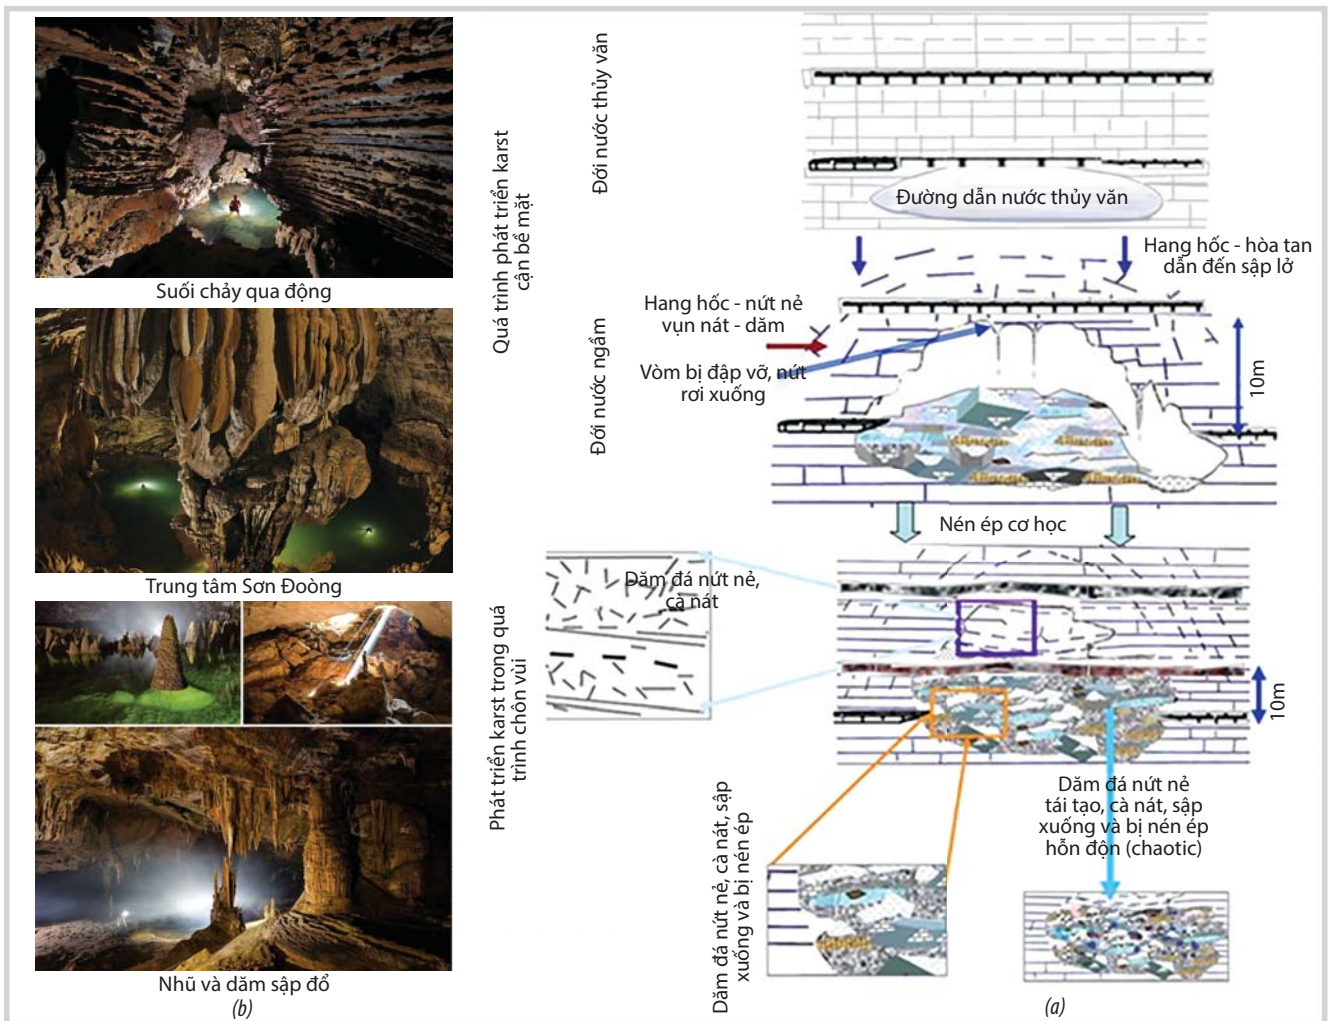 Suối chảy qua động
Trung tâm Sơn Đoòng
Nhũ và dăm sập đổ
(b)
Quá trình phát triển karst
cận bề mặt
Phát triển karst trong quá
trình chôn vùi
Đới nước thủy văn
Đới nước ngầm
Đường dẫn nước thủy văn
Hang hốc - hòa tan
dẫn đến sập lở
Hang hốc - nứt nẻ
vụn nát - dăm
Vòm bị đập vỡ, nứt
rơi xuống
10m
Nén ép cơ học
Dăm đá nứt nẻ,
cà nát
10m
Dăm đá nứt nẻ, cà nát, sập
xuống và bị nén ép
Dăm đá nứt nẻ
tái tạo, cà nát, sập
xuống và bị nén ép
hỗn độn (chaotic)
(a)